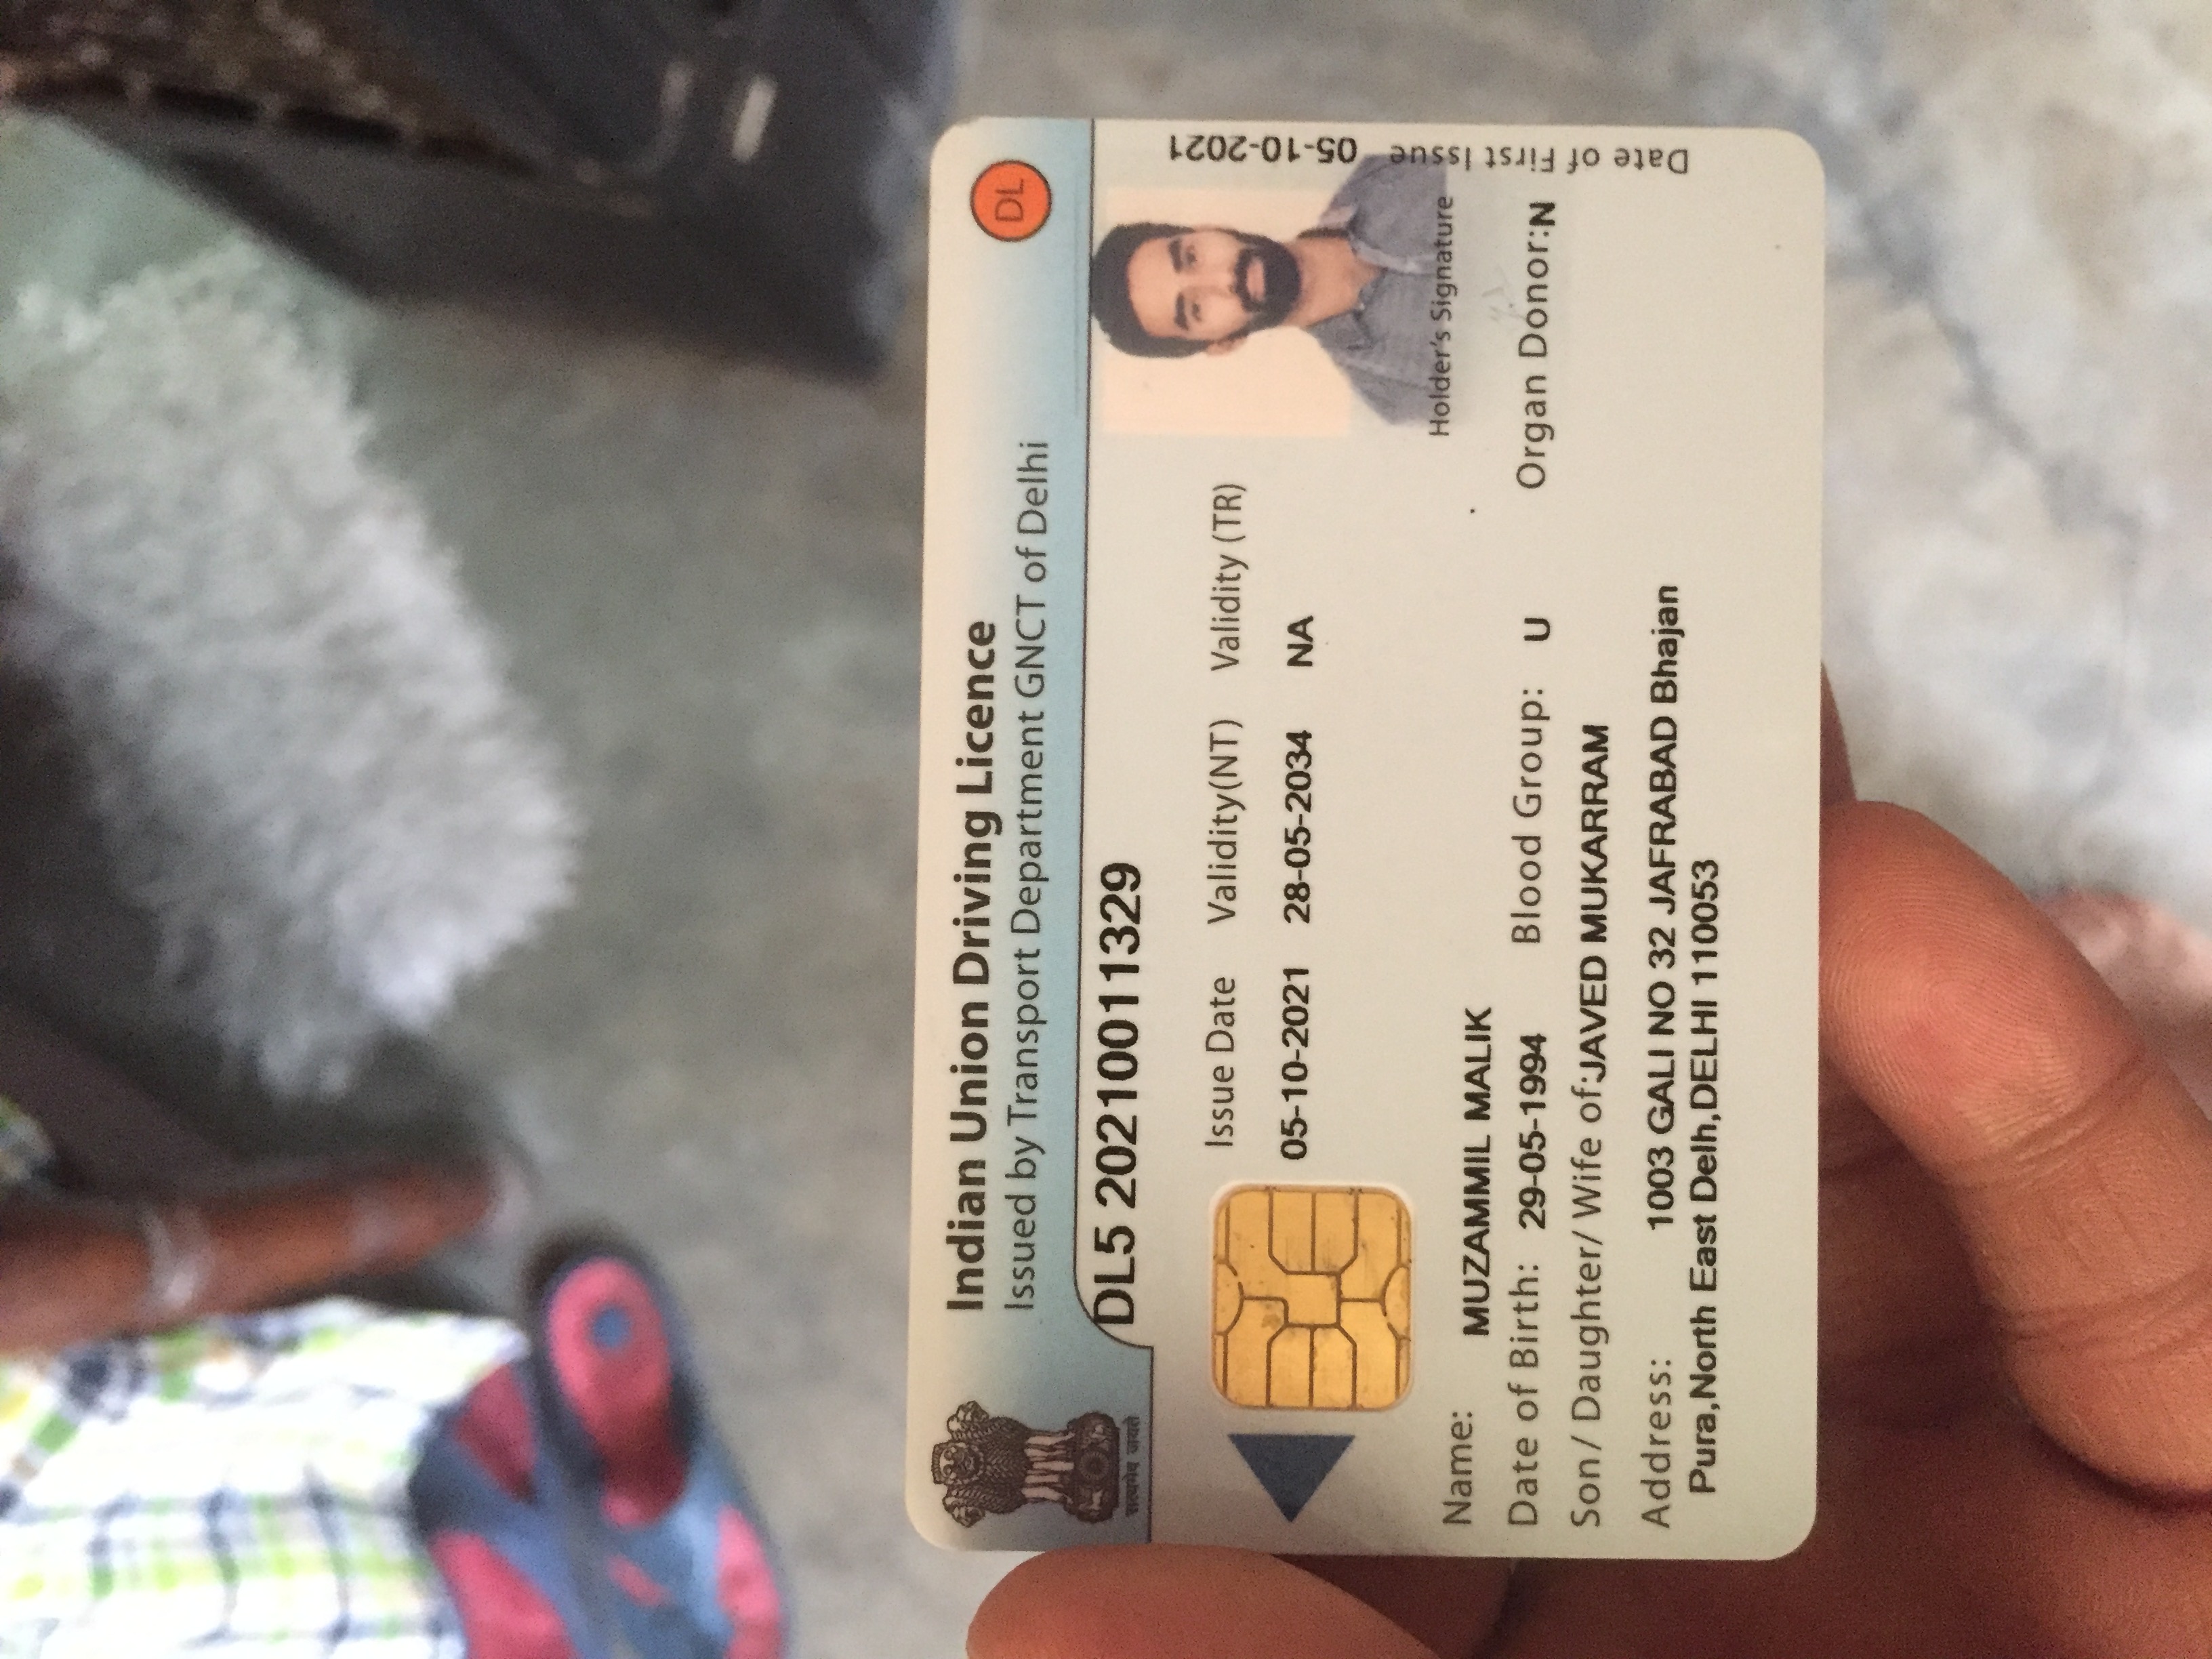 Indian Union Driving Licence
Issued by Transport Department GNCT of Delhi
DL
सत्यमेव जयते
DL5 20210011329
Issue Date Validity(NT) Validity (TR)
05-10-2021 28-05-2034 NA
Holder's Signature
Date of First Issue 05-10-2021
Name: MUZAMMIL MALIK
Date of Birth: 29-05-1994 Blood Group: U Organ Donor:N
Son/ Daughter/ Wife of:JAVED MUKARRAM
Address: 1003 GALI NO 32 JAFRABAD Bhajan
Pura,North East Delh,DELHI 110053